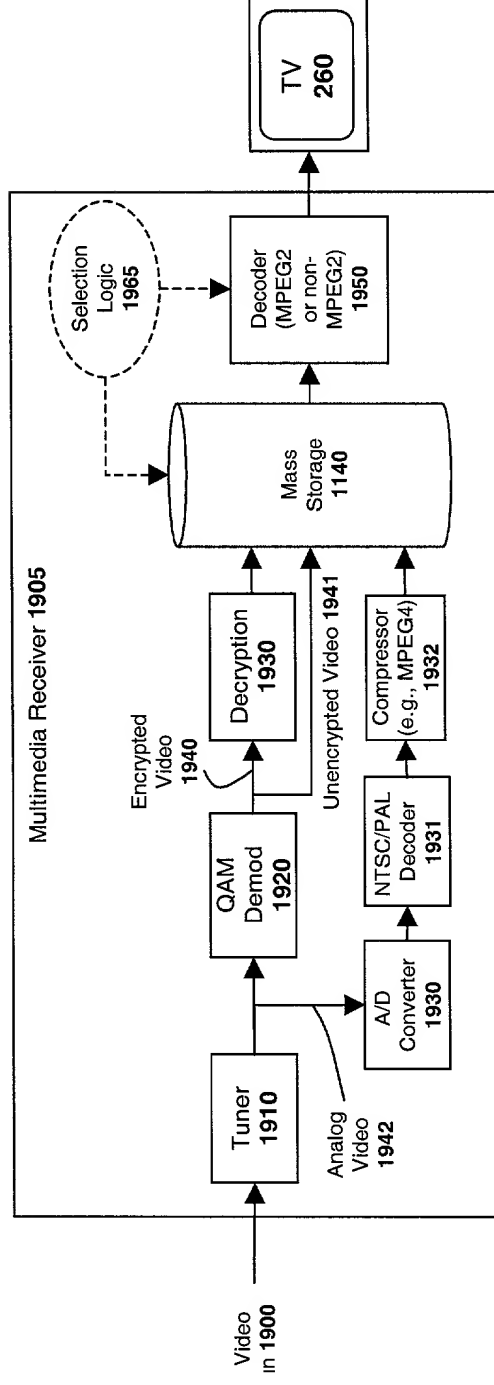 Multimedia Receiver 1905
Video
in 1900
Tuner
1910
Analog
Video
1942
QAM
Demod
1920
Encrypted
Video
1940
Decryption
1930
Unencrypted Video 1941
A/D
Converter
1930
NTSC/PAL
Decoder
1931
Compressor
(e.g., MPEG4)
1932
Mass
Storage
1140
Selection
Logic
1965
Decoder
(MPEG2
or non-
MPEG2)
1950
TV
260